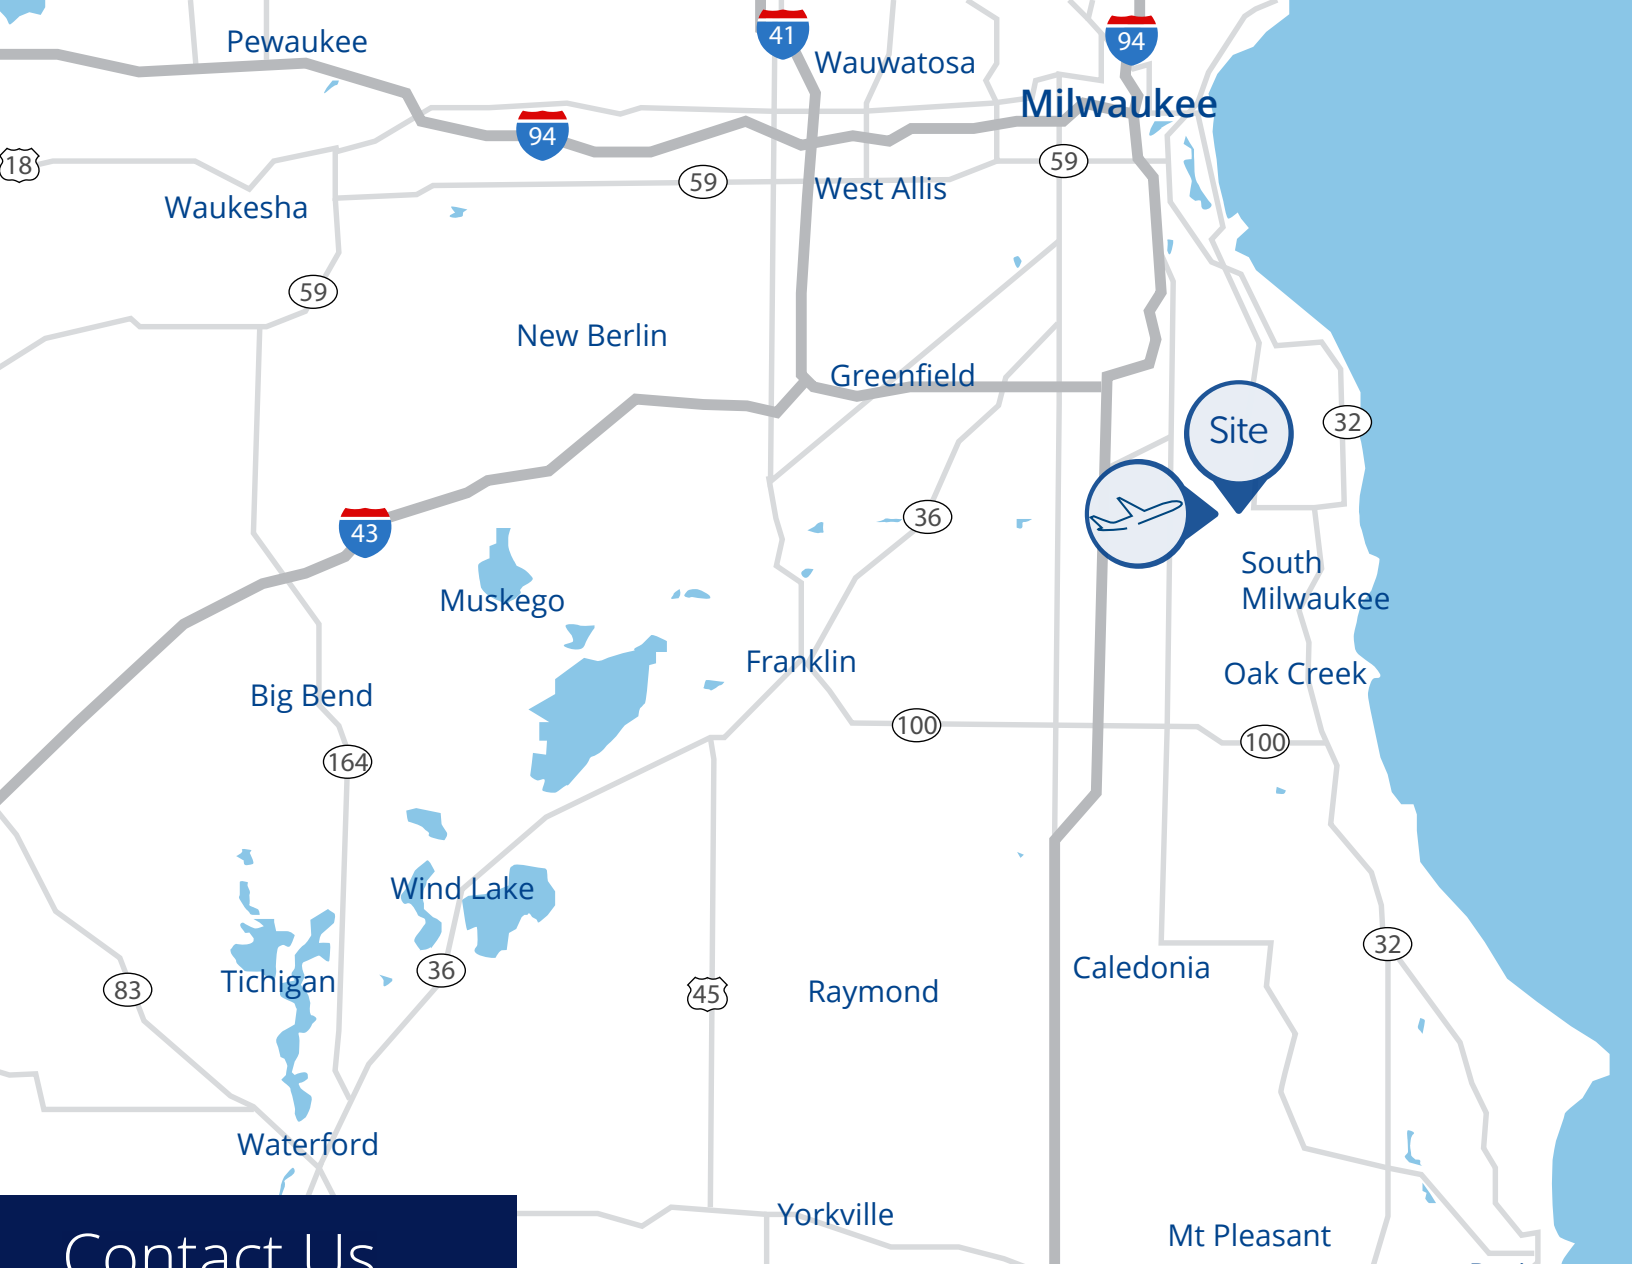 41
94
Pewaukee
Wauwatosa
Milwaukee
94
18
59
59
West Allis
Waukesha
59
New Berlin
Greenfield
32
Site
36
43
South
Milwaukee
Muskego
Franklin
Oak Creek
Big Bend
100
100
164
Wind Lake
32
36
Caledonia
Tichigan
83
45
Raymond
Waterford
Yorkville
Mt Pleasant
Contact Us